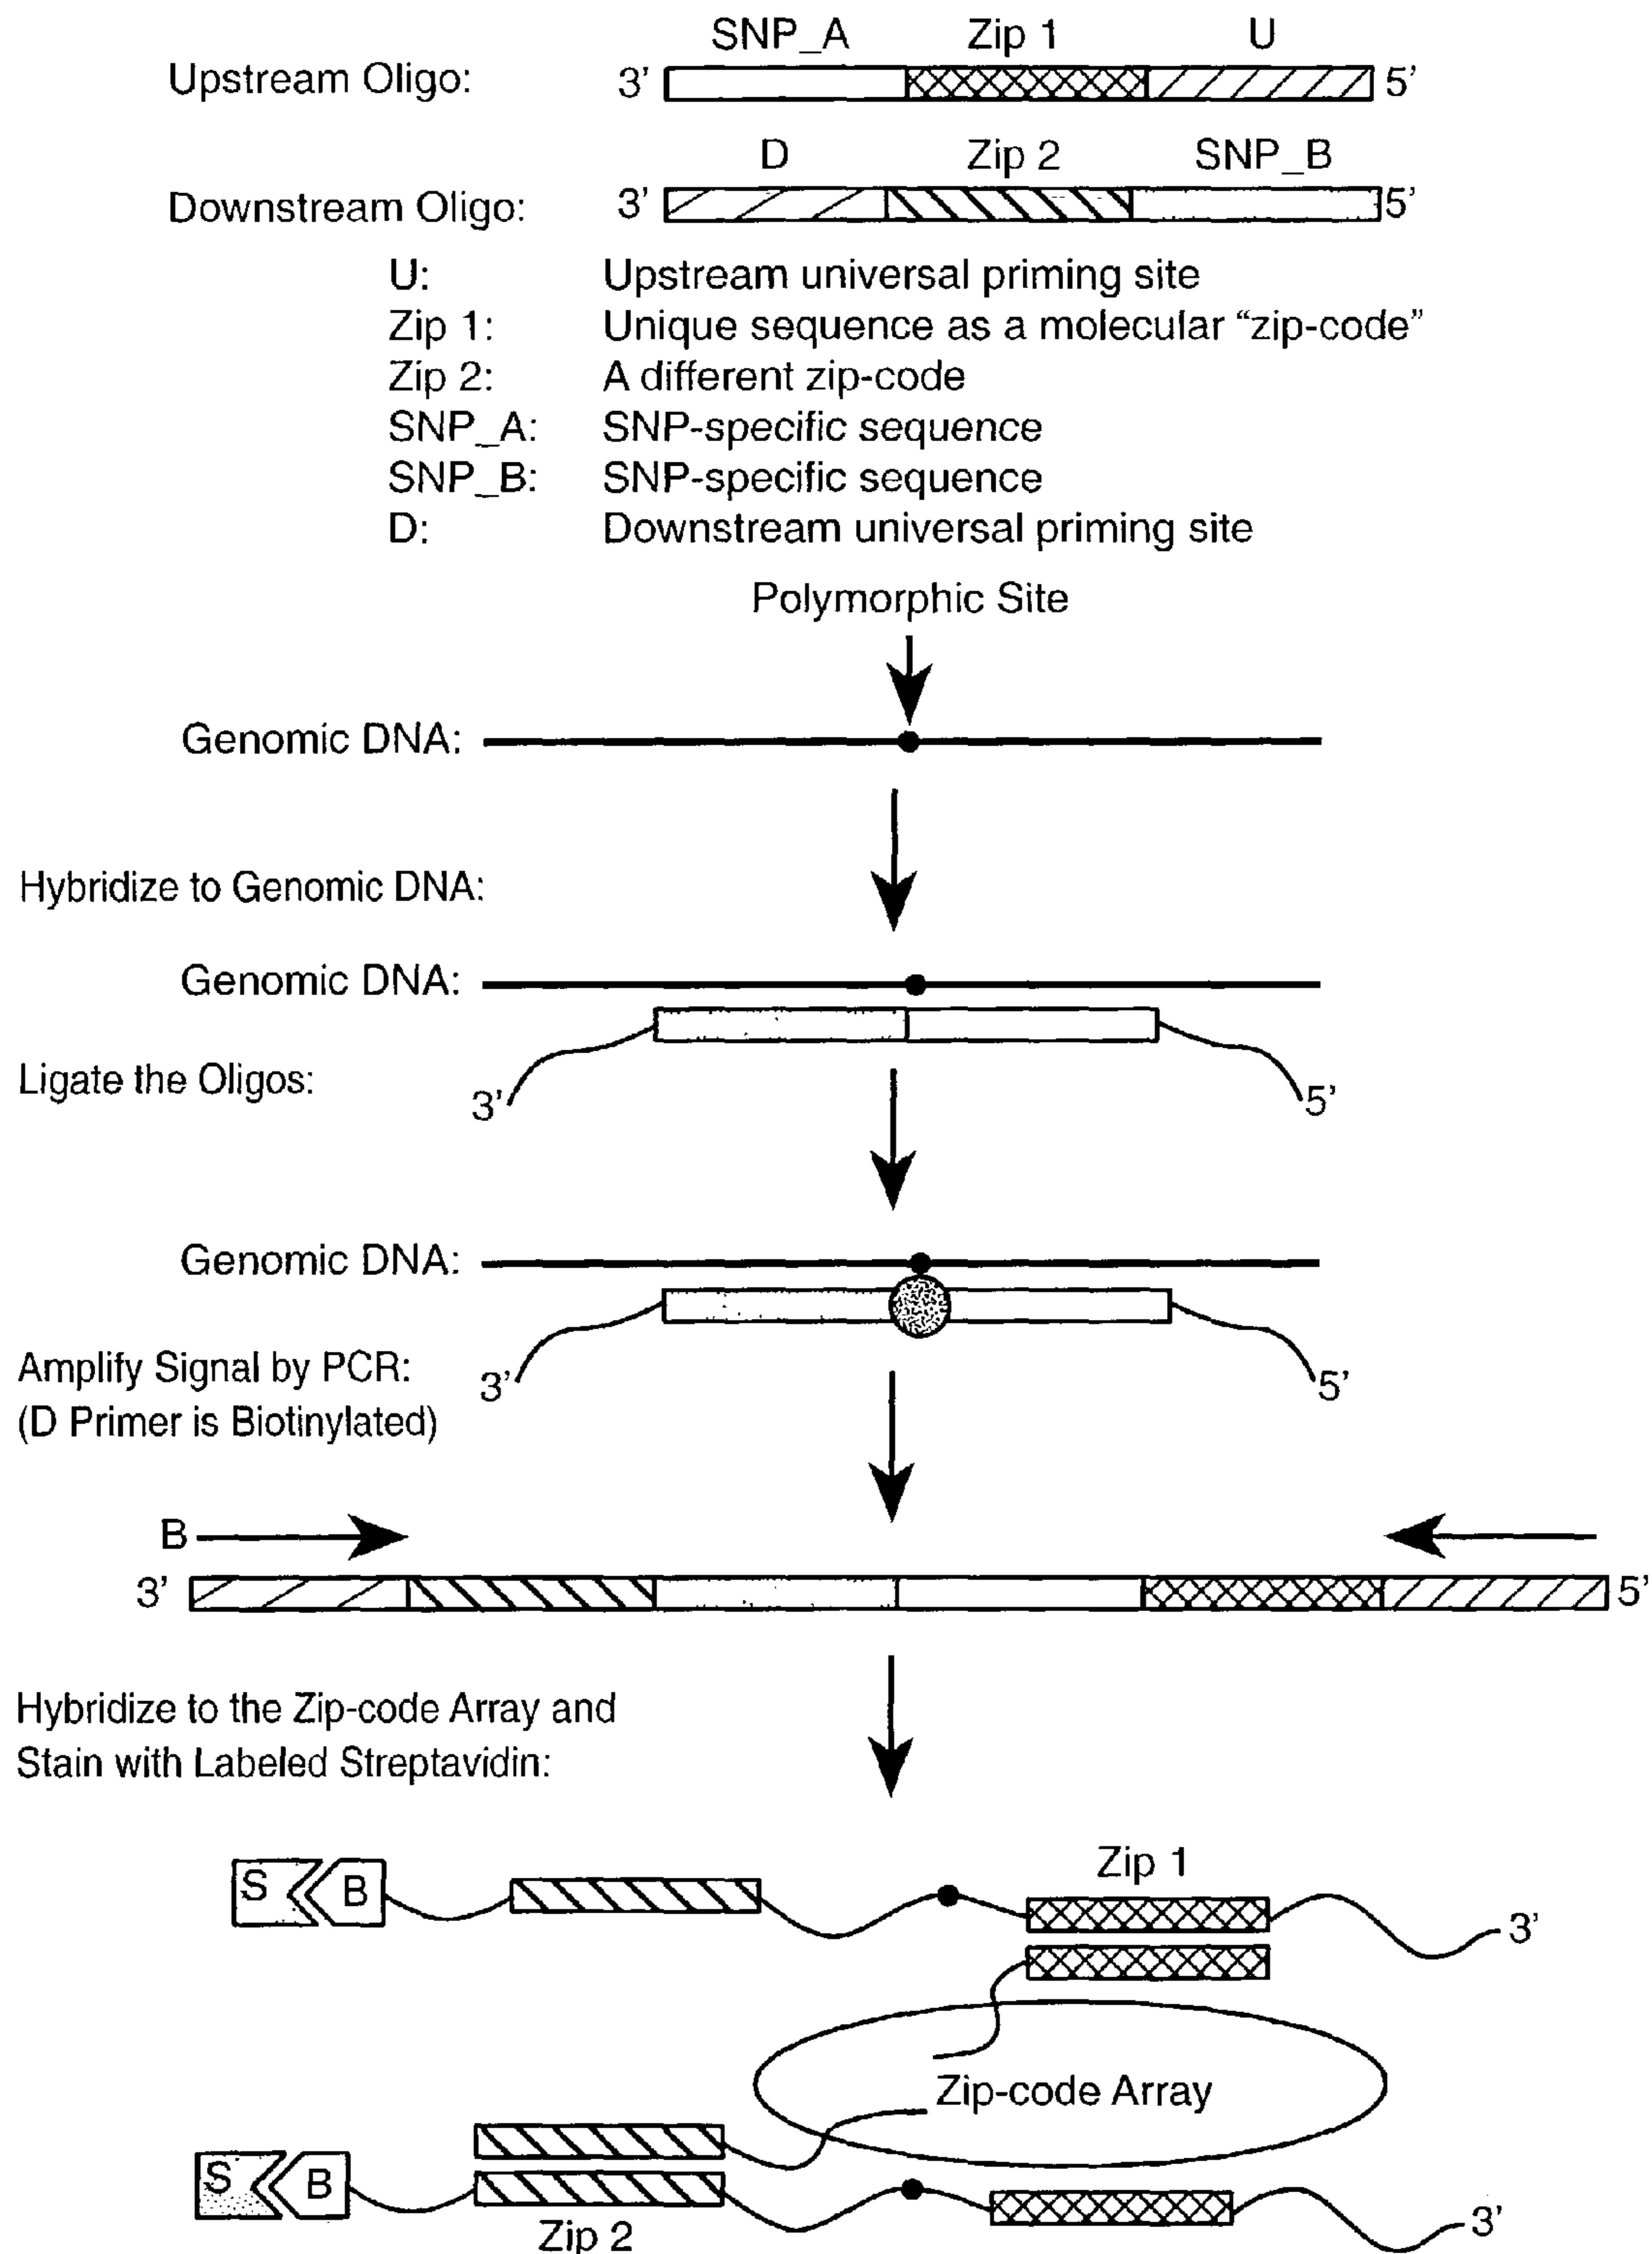 SNP_A Zip 1 U
Upstream Oligo: 3’ 5’
D Zip 2 SNP_B
Downstream Oligo: 3’ 5’
U: Upstream universal priming site
Zip 1: Unique sequence as a molecular “zip-code”
Zip 2: A different zip-code
SNP_A: SNP-specific sequence
SNP_B: SNP-specific sequence
D: Downstream universal priming site
Polymorphic Site
Genomic DNA:
Hybridize to Genomic DNA:
Genomic DNA:
Ligate the Oligos:
3’ 5’
Genomic DNA:
Amplify Signal by PCR:
3’ 5’
(D Primer is Biotinylated)
B
3’ 5’
Hybridize to the Zip-code Array and
Stain with Labeled Streptavidin:
Zip 1
S B
3’
Zip-code Array
S B
3’
Zip 2